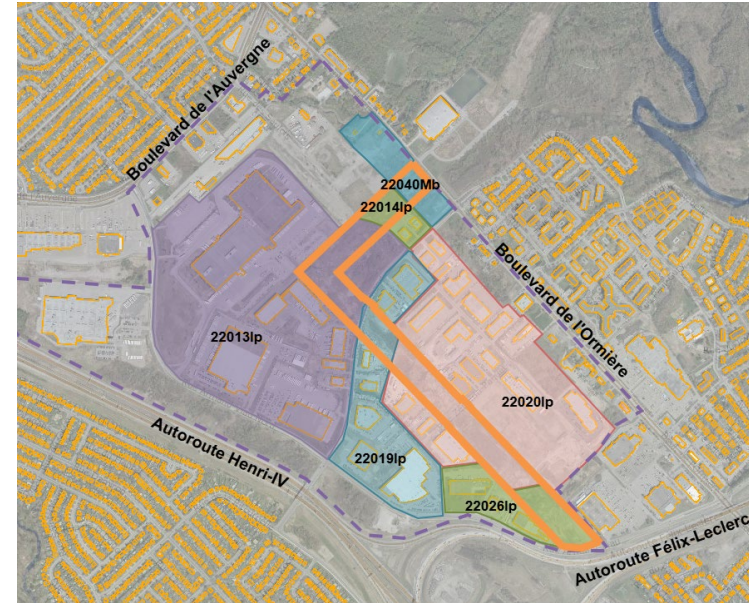 Boulevard de l'Auvergne
22040Mb
22014Ip
Boulevard de l'Ormière
22013Ip
22020Ip
22019Ip
Autoroute Henri-IV
22026Ip
Autoroute Félix-Leclerc